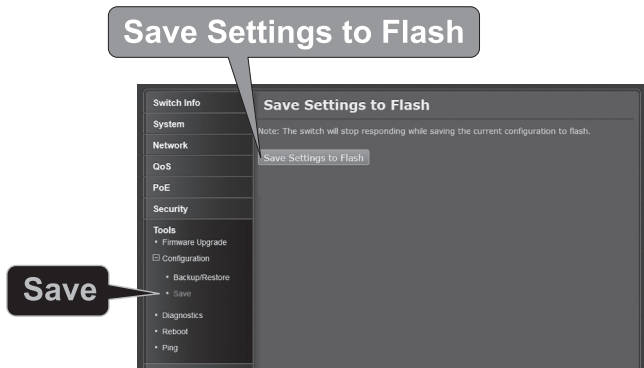 Save Settings to Flash
Switch Info
System
Network
QoS
PoE
Security
Tools
• Firmware Upgrade
Configuration
• Backup/Restore
• Save
• Diagnostics
• Reboot
• Ping
Save Settings to Flash
Note: The switch will stop responding while saving the current configuration to flash.
Save Settings to Flash
Save